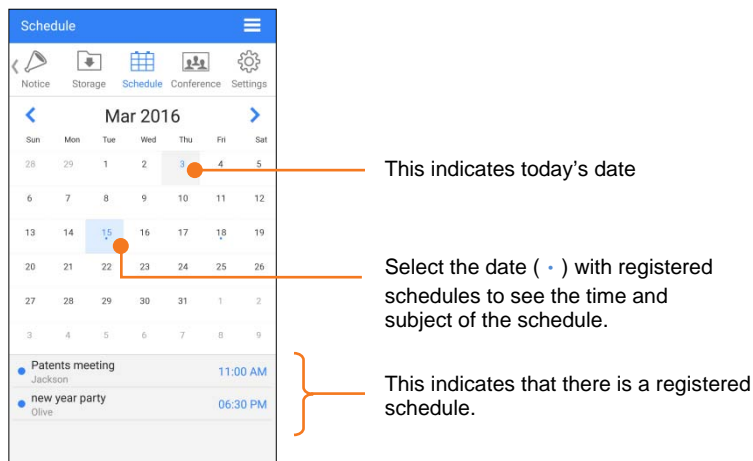 Schedule
Notice Storage Schedule Conference Settings
Mar 2016
Sun Mon Tue Wed Thu Fri Sat
28 29 1 2 3 4 5
6 7 8 9 10 11 12
13 14 15 16 17 18 19
20 21 22 23 24 25 26
27 28 29 30 31 1 2
3 4 5 6 7 8 9
Patents meeting 11:00 AM
Jackson
new year party 06:30 PM
Olive
This indicates today's date
Select the date ( · ) with registered
schedules to see the time and
subject of the schedule.
This indicates that there is a registered
schedule.